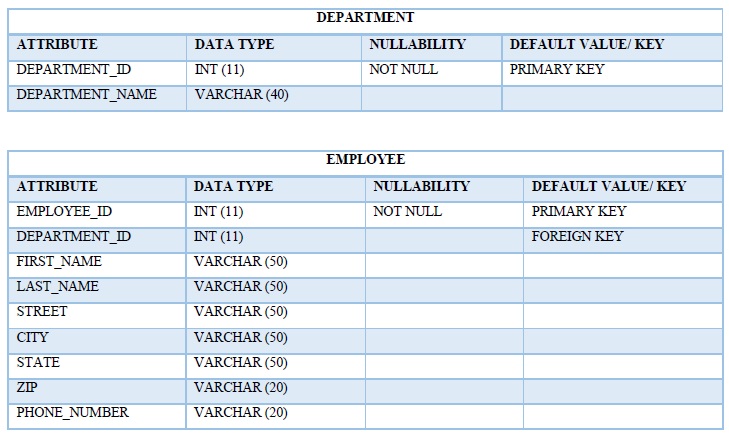 DEPARTMENT
ATTRIBUTE DATA TYPE NULLABILITY DEFAULT VALUE/ KEY
DEPARTMENT_ID INT (11) NOT NULL PRIMARY KEY
DEPARTMENT_NAME VARCHAR (40)
EMPLOYEE
ATTRIBUTE DATA TYPE NULLABILITY DEFAULT VALUE/ KEY
EMPLOYEE_ID INT (11) NOT NULL PRIMARY KEY
DEPARTMENT_ID INT (11) FOREIGN KEY
FIRST_NAME VARCHAR (50)
LAST_NAME VARCHAR (50)
STREET VARCHAR (50)
CITY VARCHAR (50)
STATE VARCHAR (50)
ZIP VARCHAR (20)
PHONE_NUMBER VARCHAR (20)